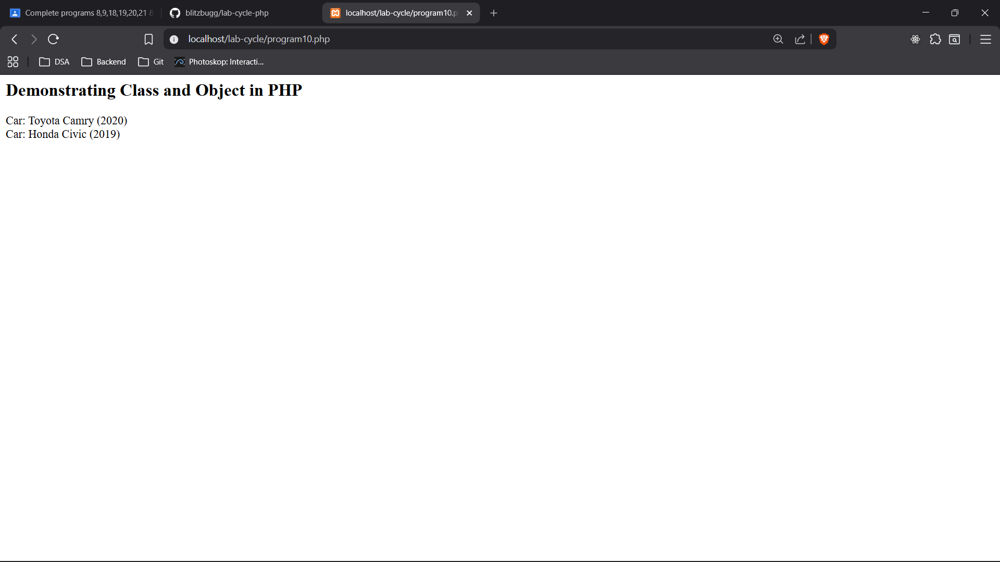 Complete programs 8,9,18,19,20,21 &
blitzbugg/lab-cycle-php
localhost/lab-cycle/program10.p
localhost/lab-cycle/program10.php
DSA
Backend
Git
Photoskop: Interacti...
Demonstrating Class and Object in PHP
Car: Toyota Camry (2020)
Car: Honda Civic (2019)